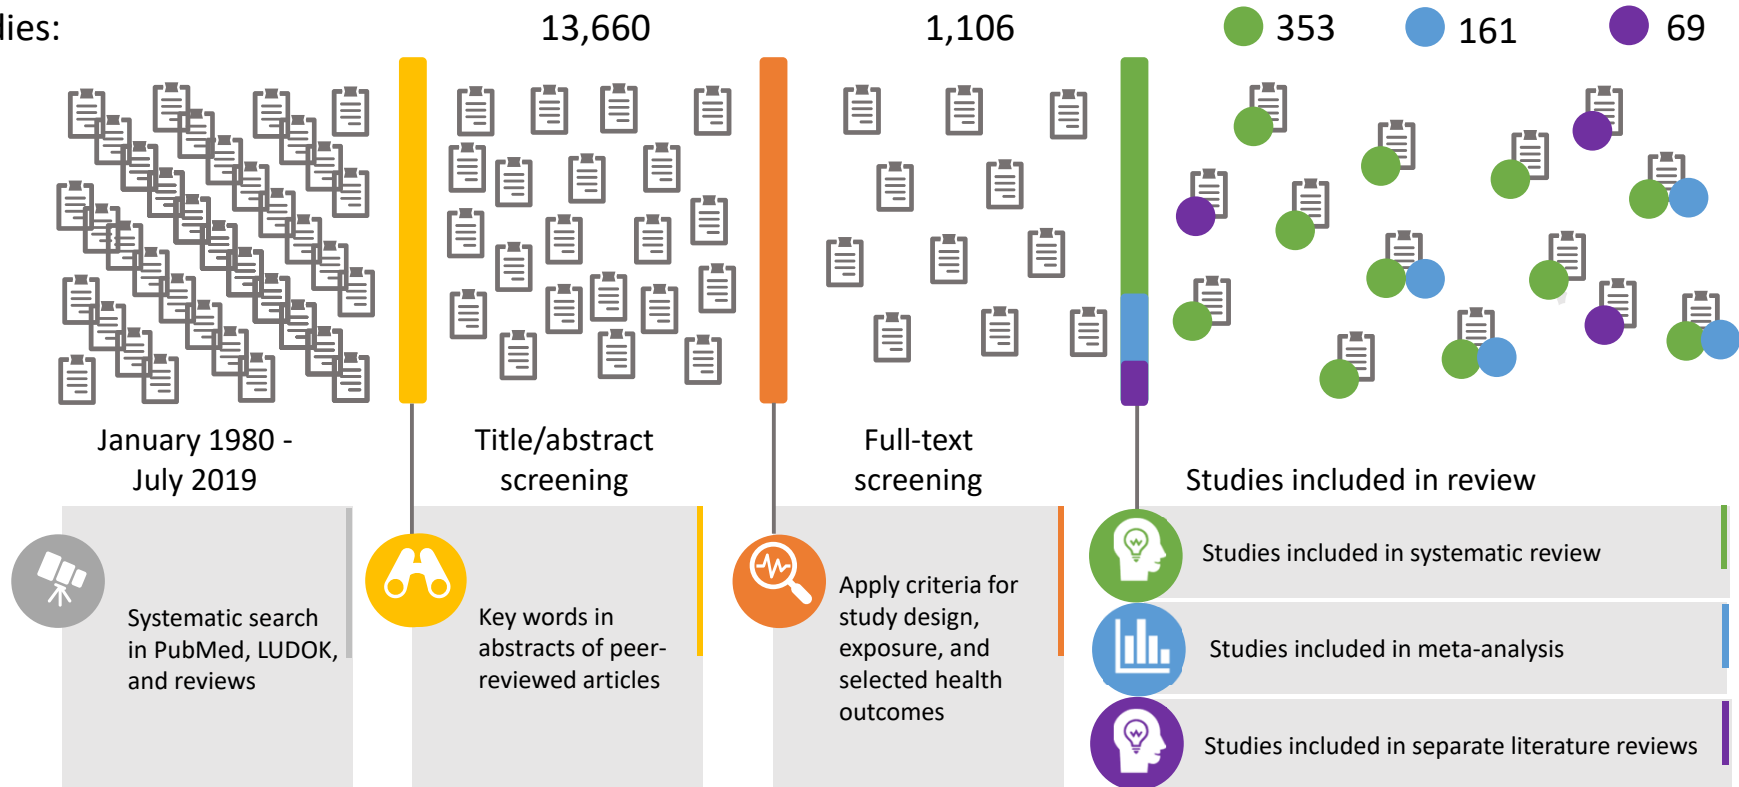 dies:
13,660
1,106
353
161
69
January 1980 -
July 2019
Title/abstract
screening
Full-text
screening
Studies included in review
Systematic search
in PubMed, LUDOK,
and reviews
Key words in
abstracts of peer-
reviewed articles
Apply criteria for
study design,
exposure, and
selected health
outcomes
Studies included in systematic review
Studies included in meta-analysis
Studies included in separate literature reviews